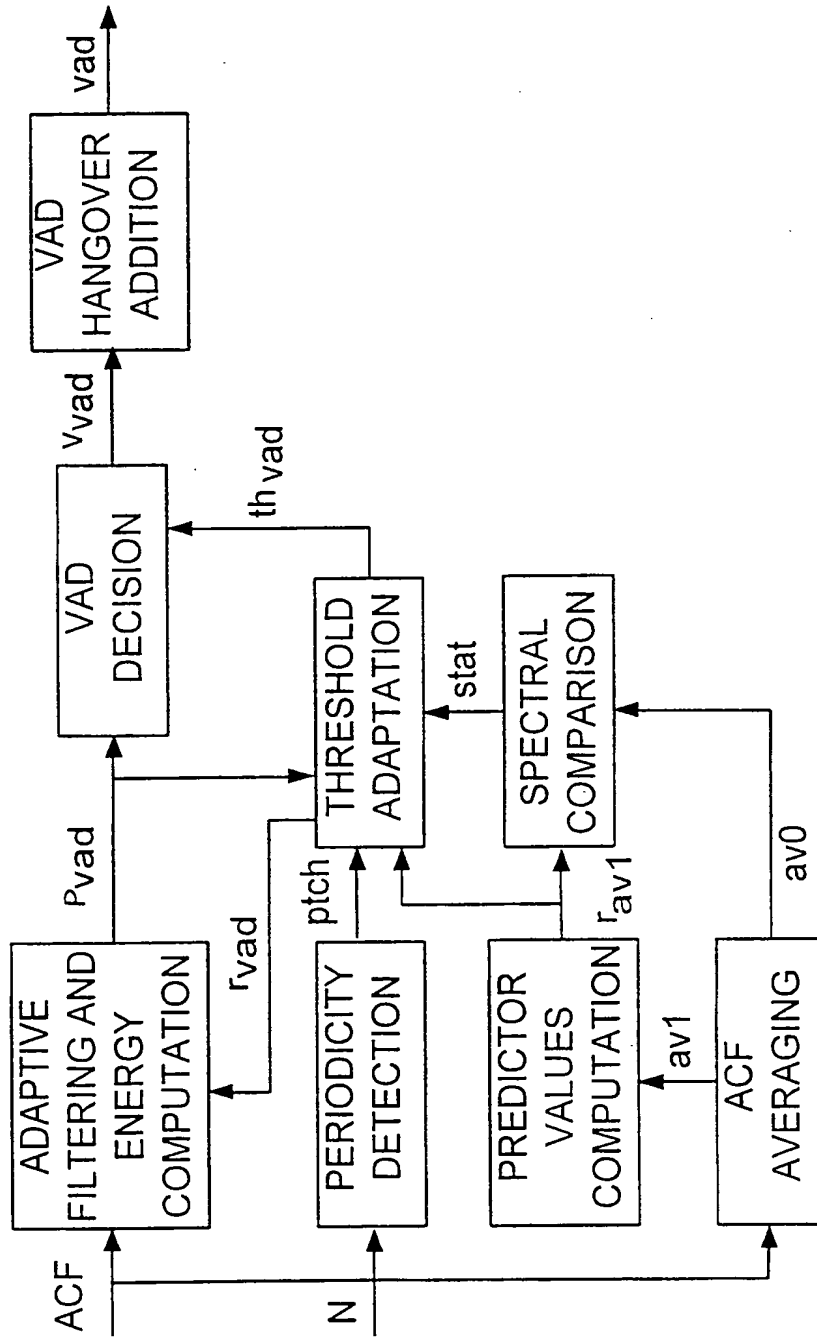 ACF
ADAPTIVE
FILTERING AND
ENERGY
COMPUTATION
Pvad
VAD
DECISION
vvad
VAD
HANGOVER
ADDITION
vad
rvad
thvad
N
PERIODICITY
DETECTION
ptch
THRESHOLD
ADAPTATION
stat
PREDICTOR
VALUES
COMPUTATION
rav1
SPECTRAL
COMPARISON
av1
ACF
AVERAGING
av0